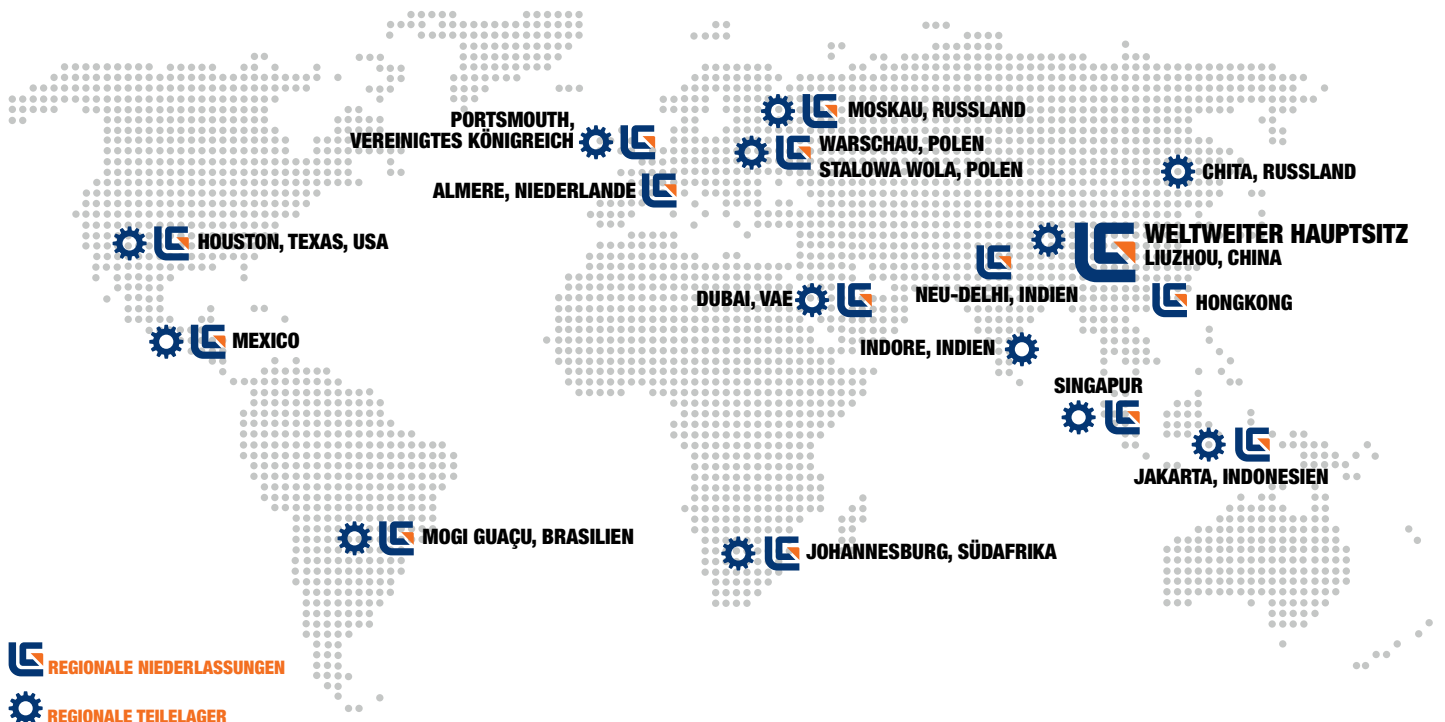 MOSKAU, RUSSLAND
PORTSMOUTH,
VEREINIGTES KÖNIGREICH
WARSCHAU, POLEN
STALOWA WOLA, POLEN
CHITA, RUSSLAND
ALMERE, NIEDERLANDE
HOUSTON, TEXAS, USA
WELTWEITER HAUPTSITZ
LIUZHOU, CHINA
NEU-DELHI, INDIEN
DUBAI, VAE
HONGKONG
MEXICO
INDORE, INDIEN
SINGAPUR
JAKARTA, INDONESIEN
MOGI GUAÇU, BRASILIEN
JOHANNESBURG, SÜDAFRIKA
REGIONALE NIEDERLASSUNGEN
REGIONALE TEILELAGER